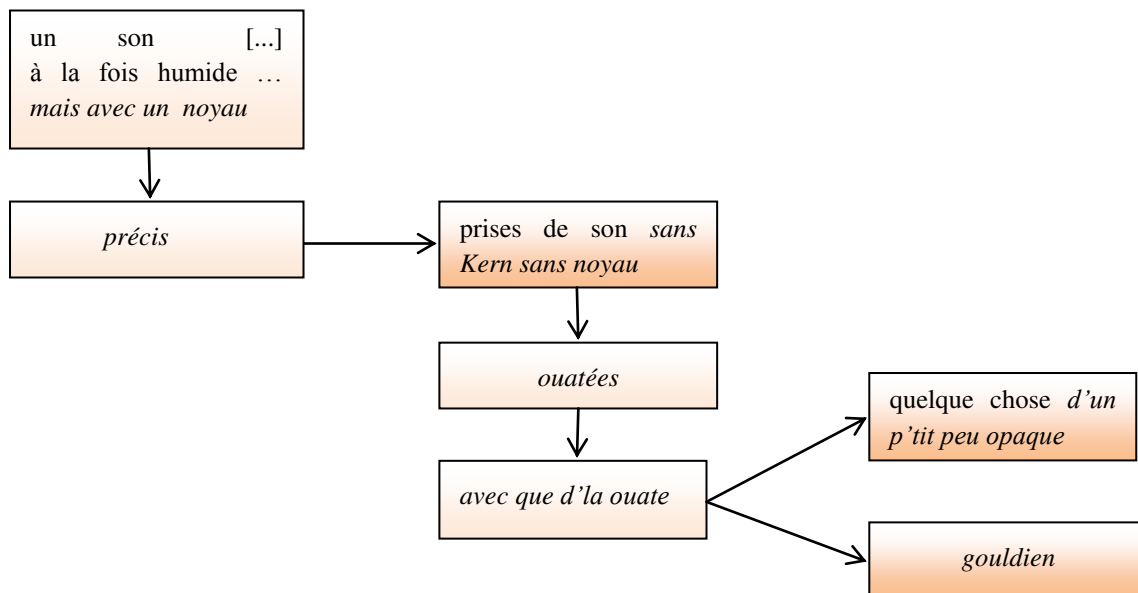 un son [...]
à la fois humide …
mais avec un noyau
précis
prises de son sans
Kern sans noyau
ouatées
avec que d’la ouate
quelque chose d’un
p’tit peu opaque
gouldien